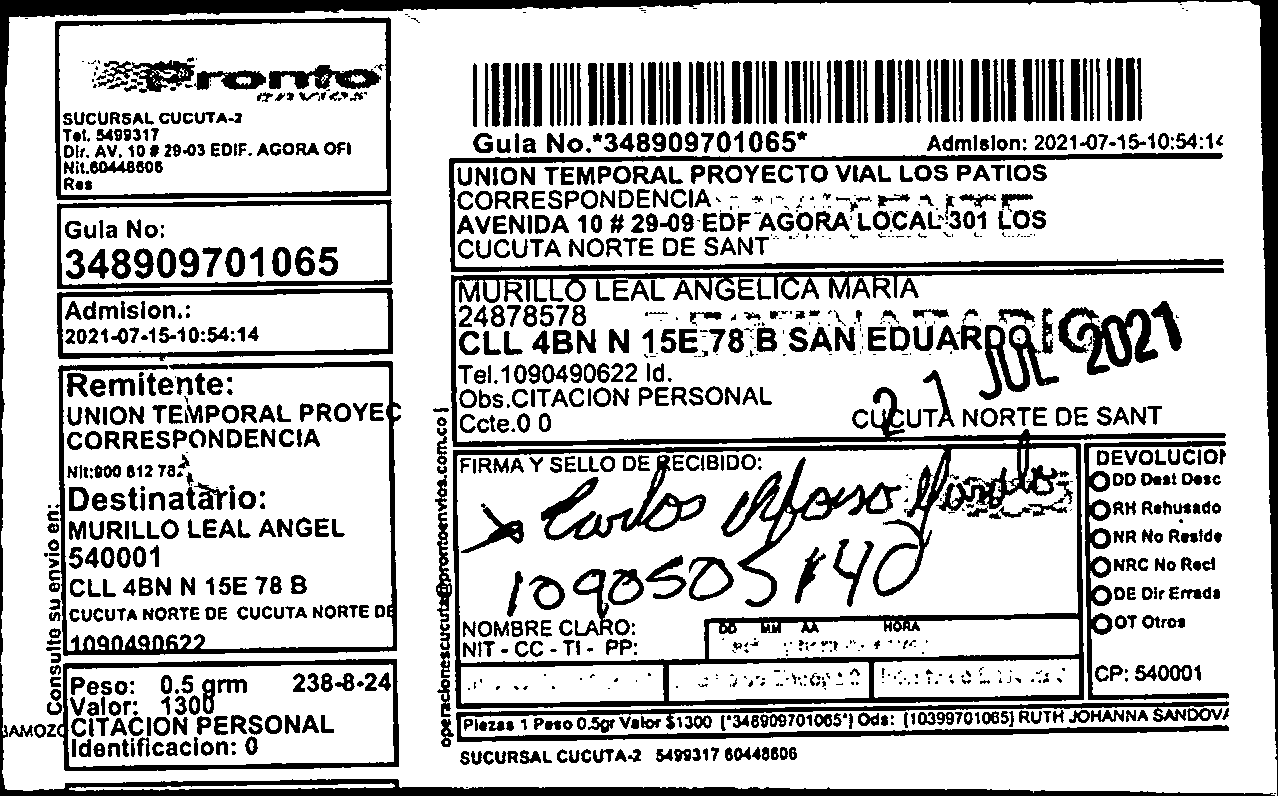 Pronto
envios
SUCURSAL CUCUTA-2
Tel. 5499317
Dir. AV. 10 # 29-03 EDIF. AGORA OFI
Nit.60448606
Res
Guia No:
348909701065
Admision.:
2021-07-15-10:54:14
Remitente:
UNION TEMPORAL PROYEC
CORRESPONDENCIA
Nit:900 612 782
Destinatario:
MURILLO LEAL ANGEL
540001
CLL 4BN N 15E 78 B
CUCUTA NORTE DE CUCUTA NORTE DE
1090490622
Peso: 0.5 grm 238-8-24
Valor: 1300
CITACION PERSONAL
Identificacion: 0
Consulte su envio en:
operacionescucuta@prontoenvios.com.co
Guia No.*348909701065*
Admision: 2021-07-15-10:54:14
UNION TEMPORAL PROYECTO VIAL LOS PATIOS
CORRESPONDENCIA
AVENIDA 10 # 29-09 EDF AGORA LOCAL 301 LOS
CUCUTA NORTE DE SANT
MURILLO LEAL ANGELICA MARIA
24878578
CLL 4BN N 15E 78 B SAN EDUARDO
Tel.1090490622 Id.
Obs.CITACION PERSONAL
Ccte.0 0
CUCUTA NORTE DE SANT
21 JUL 2021
FIRMA Y SELLO DE RECIBIDO:
Carlos Alfonso
1090505140
NOMBRE CLARO:
NIT - CC - TI - PP:
DD MM AA HORA
DEVOLUCION
DD Dest Desc
RH Rehusado
NR No Reside
NRC No Recl
DE Dir Errada
OT Otros
CP: 540001
Piezas 1 Peso 0.5gr Valor $1300 (*348909701065*) Ods: (10399701065) RUTH JOHANNA SANDOVA
SUCURSAL CUCUTA-2 5499317 60448606